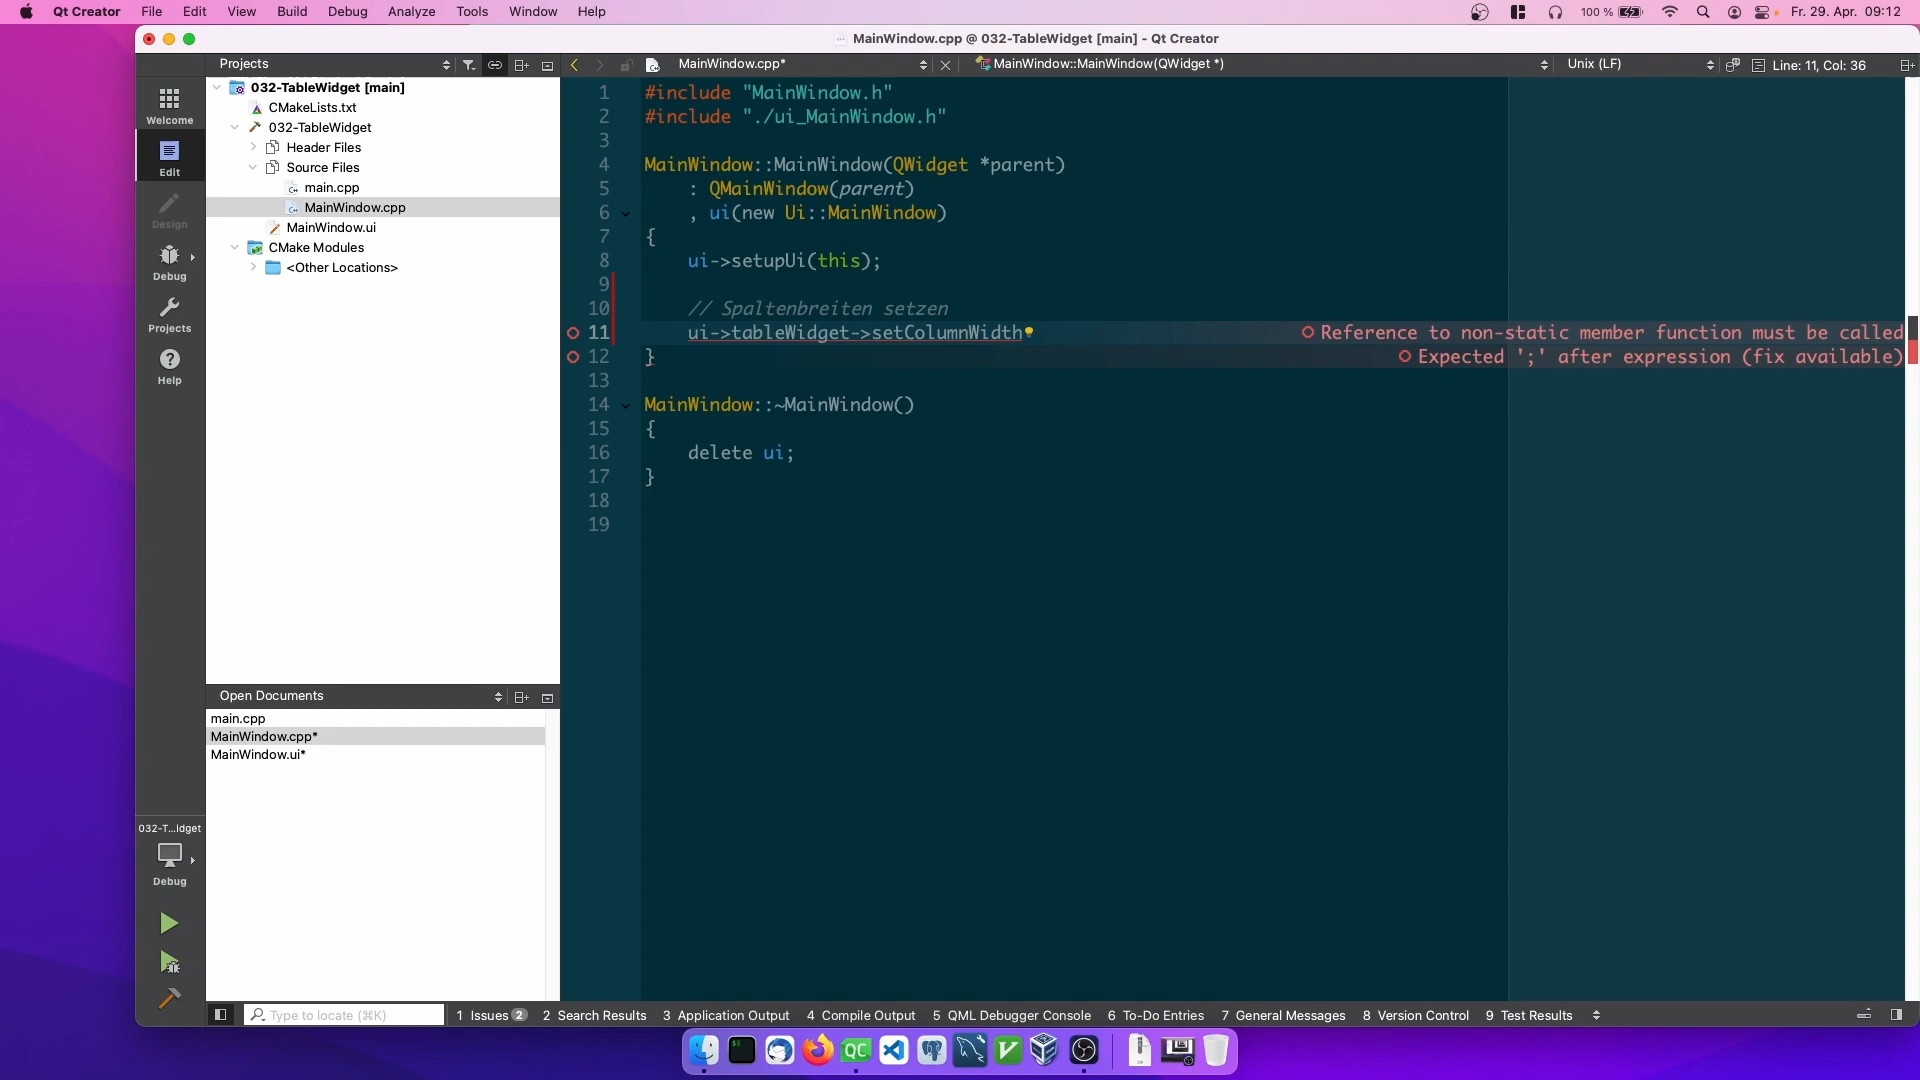 Qt Creator File Edit View Build Debug Analyze Tools Window Help 100 % Fr. 29. Apr. 09:12
MainWindow.cpp @ 032-TableWidget [main] - Qt Creator
Projects MainWindow.cpp* MainWindow::MainWindow(QWidget *) Unix (LF) Line: 11, Col: 36
Welcome
Edit
Design
Debug
Projects
Help
032-TableWidget [main]
CMakeLists.txt
032-TableWidget
Header Files
Source Files
main.cpp
MainWindow.cpp
MainWindow.ui
CMake Modules
<Other Locations>
1 #include "MainWindow.h"
2 #include "./ui_MainWindow.h"
3
4 MainWindow::MainWindow(QWidget *parent)
5 : QMainWindow(parent)
6 , ui(new Ui::MainWindow)
7 {
8 ui->setupUi(this);
9
10 // Spaltenbreiten setzen
11 ui->tableWidget->setColumnWidth Reference to non-static member function must be called
12 } Expected ';' after expression (fix available)
13
14 MainWindow::~MainWindow()
15 {
16 delete ui;
17 }
18
19
Open Documents
main.cpp
MainWindow.cpp*
MainWindow.ui*
032-T...idget
Debug
Type to locate (⌘K) 1 Issues 2 2 Search Results 3 Application Output 4 Compile Output 5 QML Debugger Console 6 To-Do Entries 7 General Messages 8 Version Control 9 Test Results
QC